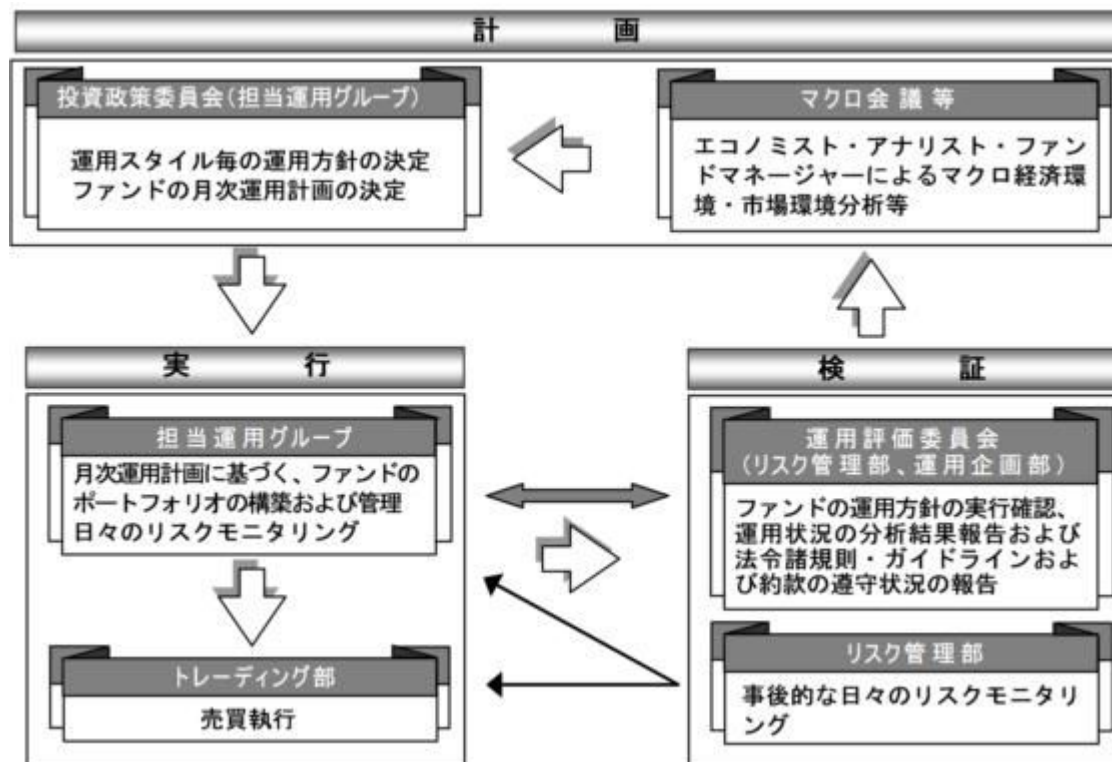 計画
投資政策委員会(担当運用グループ)
運用スタイル毎の運用方針の決定
ファンドの月次運用計画の決定
マクロ会議等
エコノミスト・アナリスト・ファン
ドマネージャーによるマクロ経済環
境・市場環境分析等
実行
担当運用グループ
月次運用計画に基づく、ファンドの
ポートフォリオの構築および管理
日々のリスクモニタリング
トレーディング部
売買執行
検証
運用評価委員会
(リスク管理部、運用企画部)
ファンドの運用方針の実行確認、
運用状況の分析結果報告および
法令諸規則・ガイドラインおよ
び約款の遵守状況の報告
リスク管理部
事後的な日々のリスクモニタリ
ング